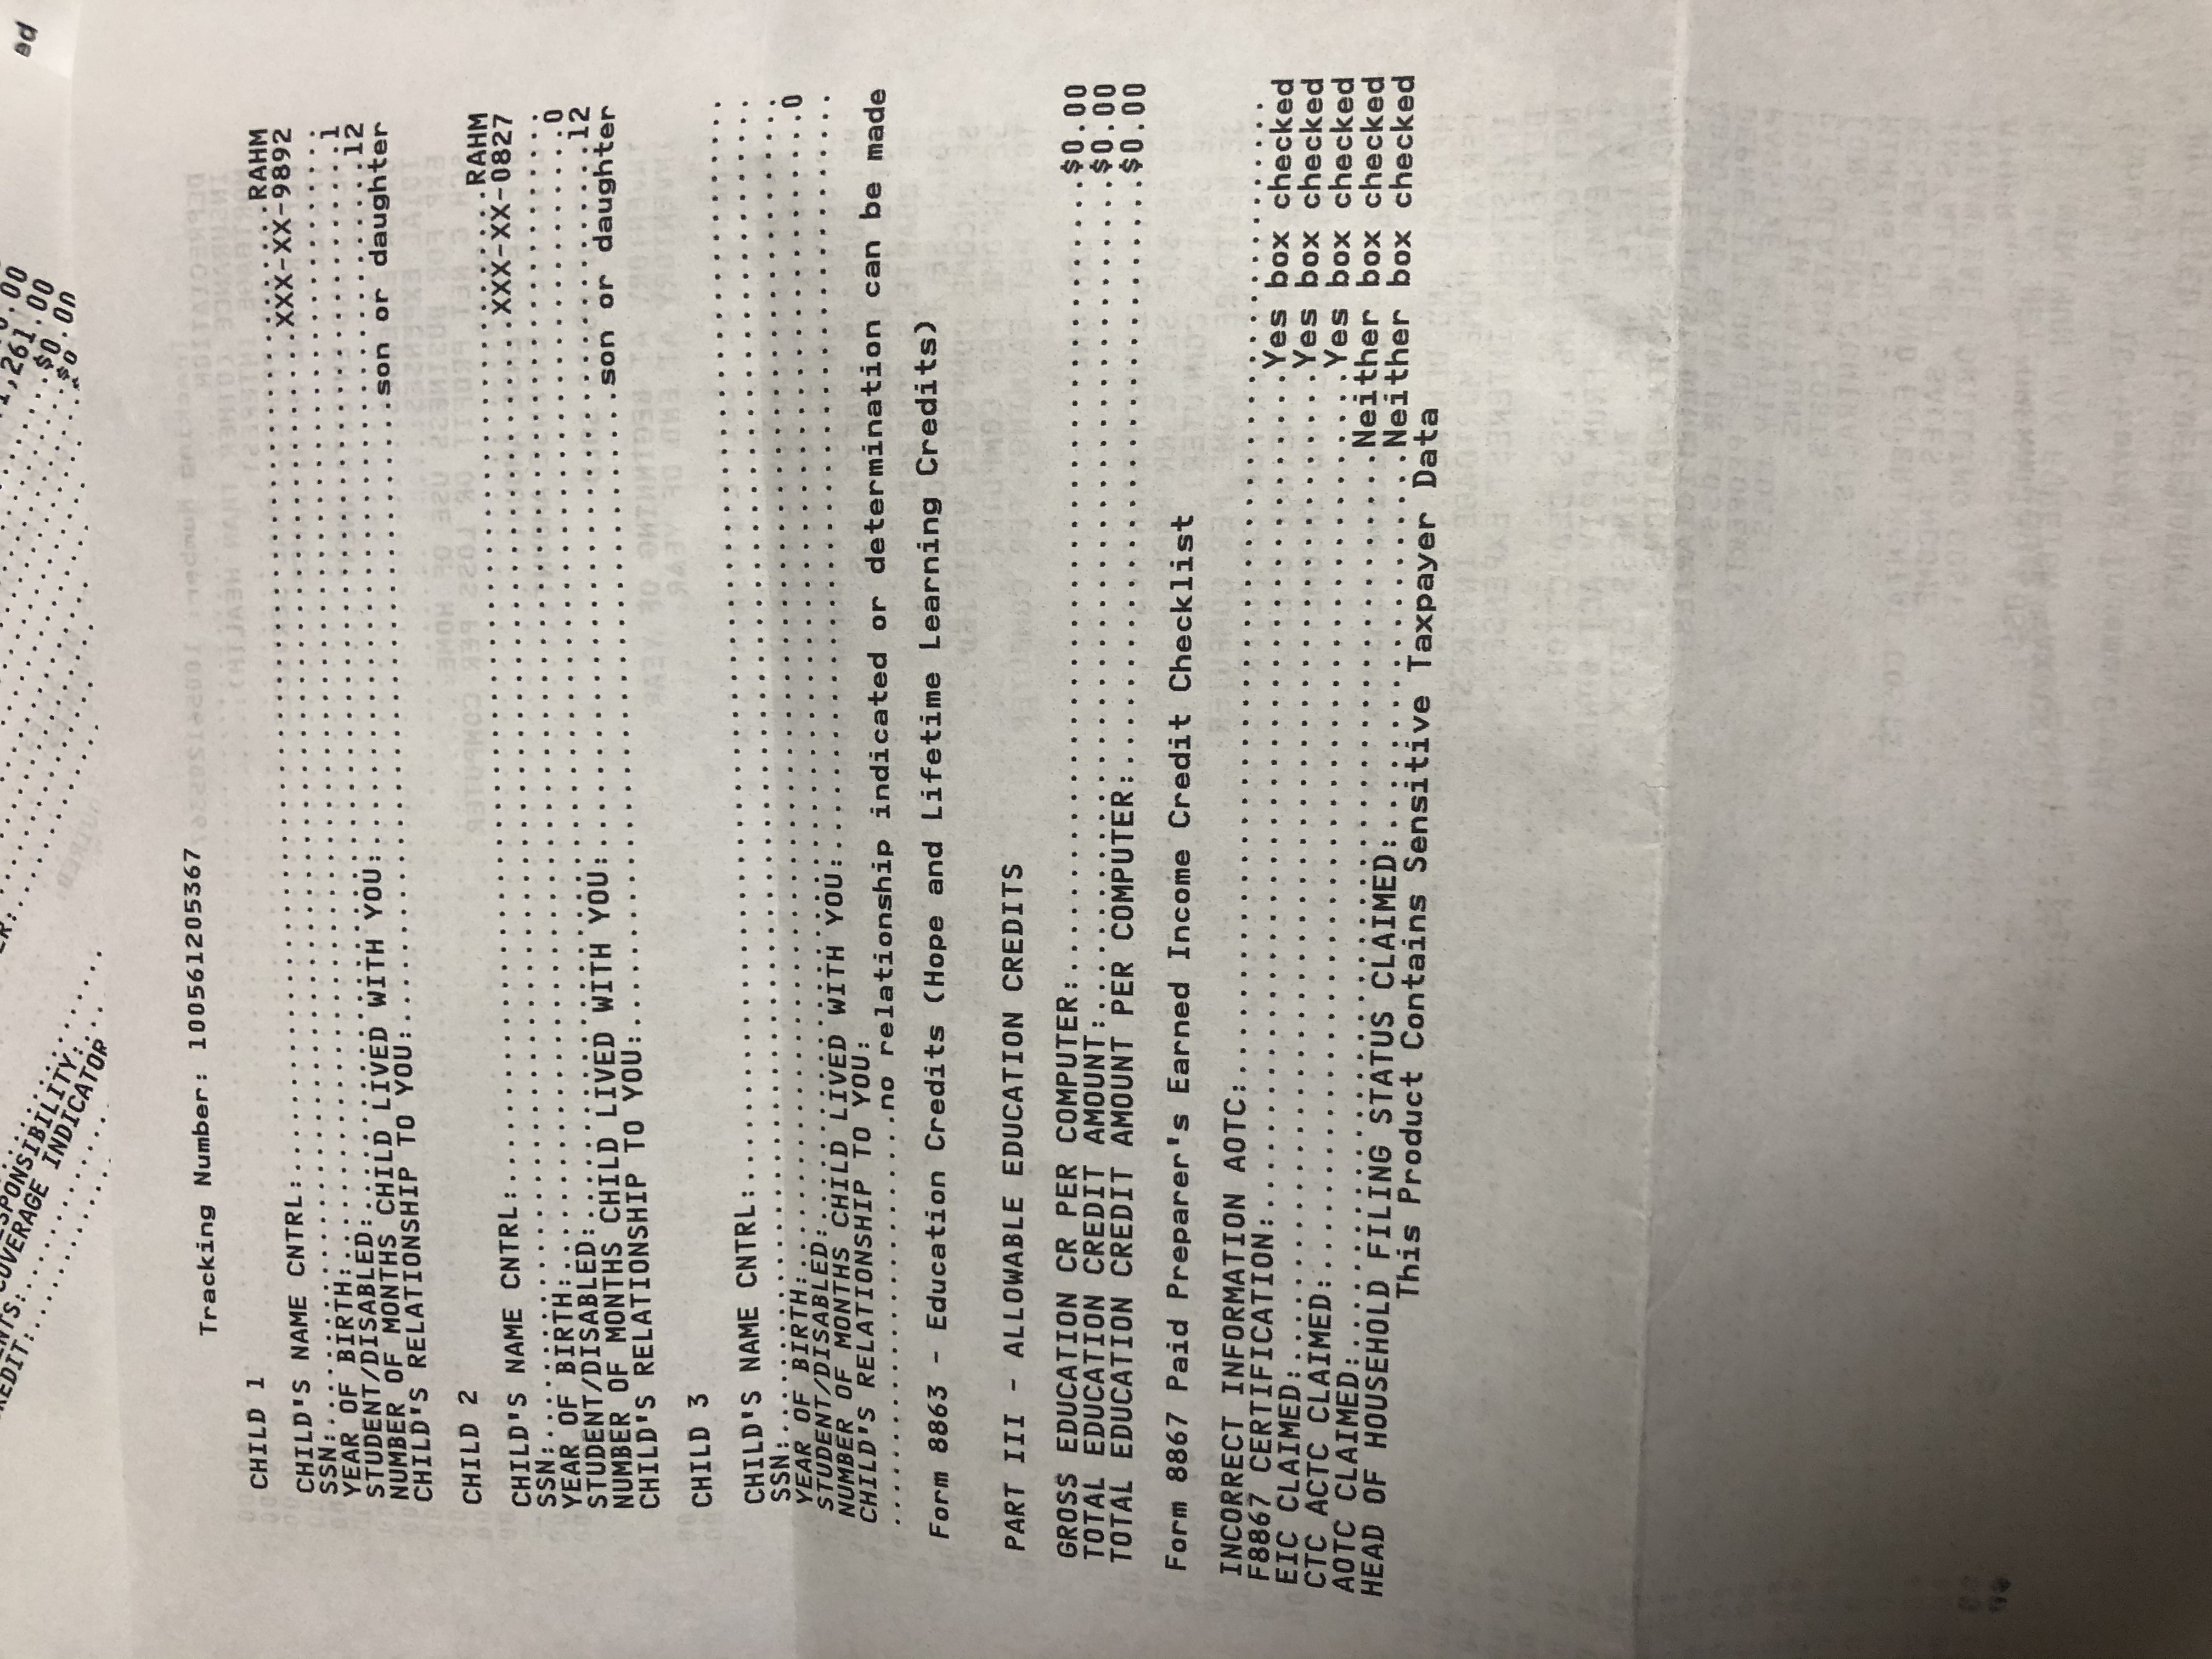 1,261.00
$0.00
COVERAGE INDICATOR
ad
Tracking Number: 100561205367
CHILD 1
CHILD'S NAME CNTRL:..........RAHM
SSN:..........XXX-XX-9892
YEAR OF BIRTH:..........
STUDENT/DISABLED:..........1
NUMBER OF MONTHS CHILD LIVED WITH YOU:..........12
CHILD'S RELATIONSHIP TO YOU:..........son or daughter
CHILD 2
CHILD'S NAME CNTRL:..........RAHM
SSN:..........XXX-XX-0827
YEAR OF BIRTH:..........
STUDENT/DISABLED:..........0
NUMBER OF MONTHS CHILD LIVED WITH YOU:..........12
CHILD'S RELATIONSHIP TO YOU:..........son or daughter
CHILD 3
CHILD'S NAME CNTRL:..........
SSN:..........
YEAR OF BIRTH:..........
STUDENT/DISABLED:..........0
NUMBER OF MONTHS CHILD LIVED WITH YOU:..........
CHILD'S RELATIONSHIP TO YOU:
..........no relationship indicated or determination can be made
Form 8863 - Education Credits (Hope and Lifetime Learning Credits)
PART III - ALLOWABLE EDUCATION CREDITS
GROSS EDUCATION CR PER COMPUTER:..........$0.00
TOTAL EDUCATION CREDIT AMOUNT:..........$0.00
TOTAL EDUCATION CREDIT AMOUNT PER COMPUTER:..........$0.00
Form 8867 Paid Preparer's Earned Income Credit Checklist
INCORRECT INFORMATION AOTC:..........
F8867 CERTIFICATION:..........Yes box checked
EIC CLAIMED:..........Yes box checked
CTC ACTC CLAIMED:..........Yes box checked
AOTC CLAIMED:..........Neither box checked
HEAD OF HOUSEHOLD FILING STATUS CLAIMED:..........Neither box checked
This Product Contains Sensitive Taxpayer Data